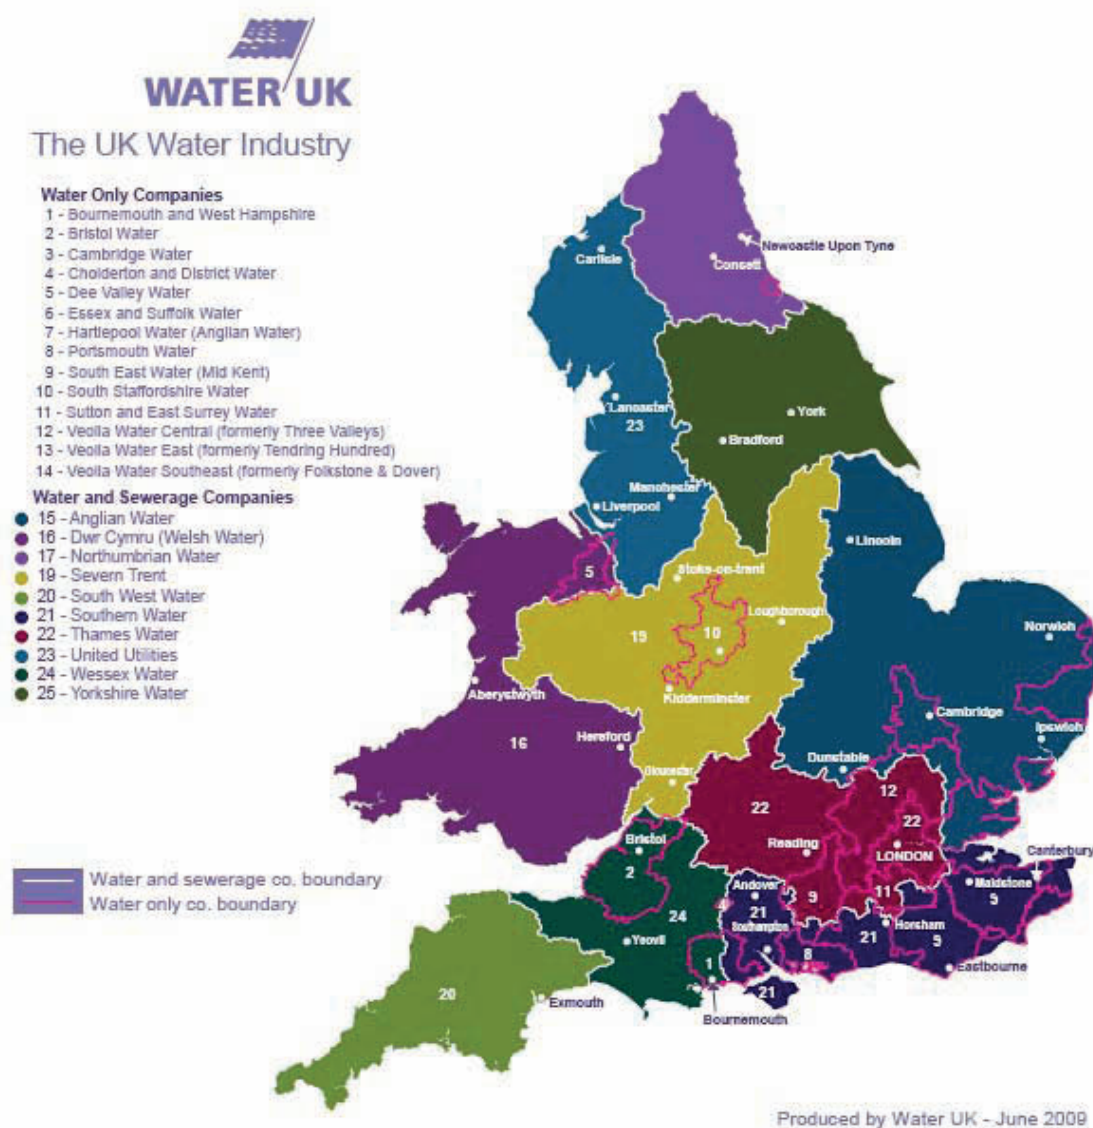 WATER UK
The UK Water Industry
Water Only Companies
1 - Bournemouth and West Hampshire
2 - Bristol Water
3 - Cambridge Water
4 - Cholderton and District Water
5 - Dee Valley Water
6 - Essex and Suffolk Water
7 - Hartlepool Water (Anglian Water)
8 - Portsmouth Water
9 - South East Water (Mid Kent)
10 - South Staffordshire Water
11 - Sutton and East Surrey Water
12 - Veolia Water Central (formerly Three Valleys)
13 - Veolia Water East (formerly Tendring Hundred)
14 - Veolia Water Southeast (formerly Folkstone & Dover)
Water and Sewerage Companies
15 - Anglian Water
16 - Dwr Cymru (Welsh Water)
17 - Northumbrian Water
19 - Severn Trent
20 - South West Water
21 - Southern Water
22 - Thames Water
23 - United Utilities
24 - Wessex Water
25 - Yorkshire Water
Water and sewerage co. boundary
Water only co. boundary
Newcastle Upon Tyne
Carlisle
Consett
Lancaster
23
York
Bradford
Manchester
Liverpool
Lincoln
5
Stoke-on-trent
Loughborough
19
10
Norwich
Kidderminster
Aberystwyth
Cambridge
16
Hereford
Ipswich
Dunstable
Gloucester
12
22
22
Bristol
Reading
LONDON
Canterbury
2
Andover
Maidstone
9
11
4
21
24
Southampton
Horsham
21
9
Yeovil
8
1
Eastbourne
20
Exmouth
21
Bournemouth
Produced by Water UK - June 2009